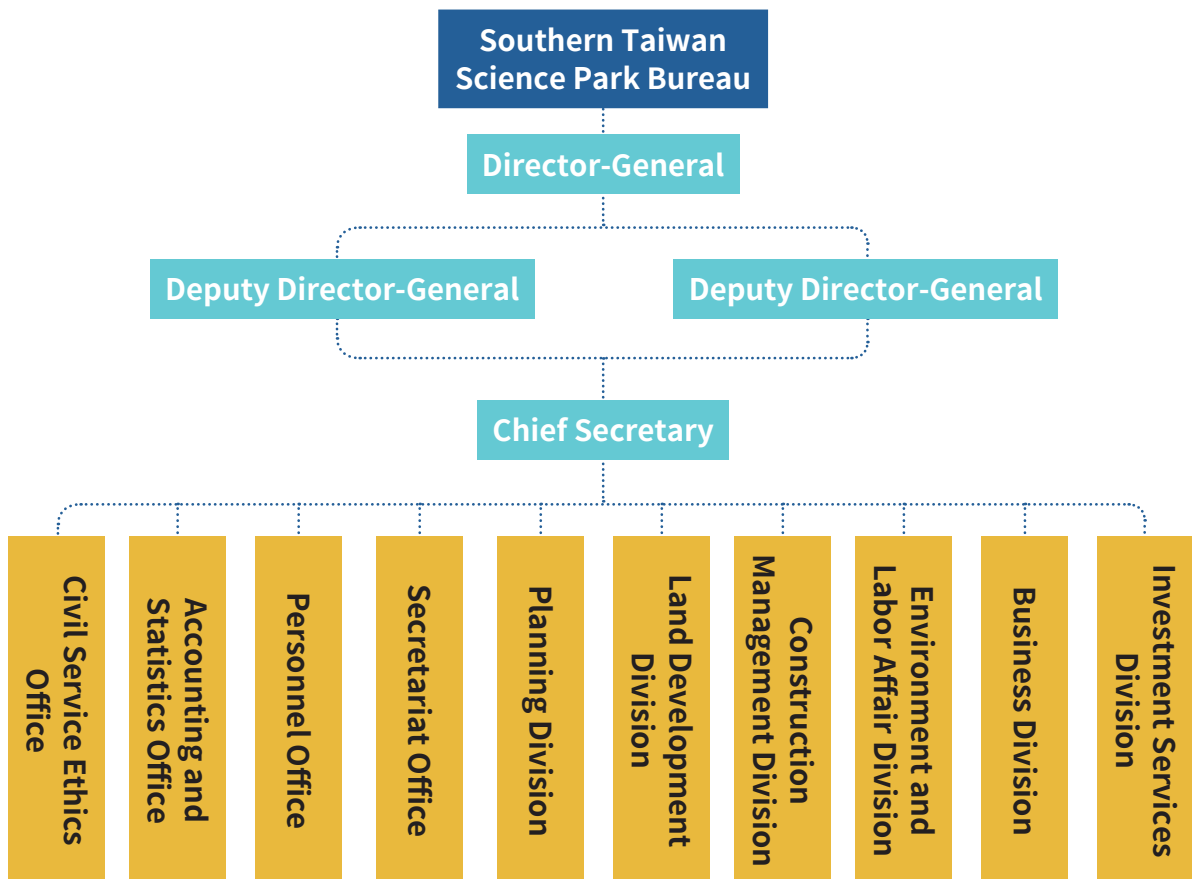 Southern Taiwan
Science Park Bureau
Director-General
Deputy Director-General
Deputy Director-General
Chief Secretary
Civil Service Ethics
Office
Accounting and
Statistics Office
Personnel Office
Secretariat Office
Planning Division
Land Development
Division
Construction
Management Division
Environment and
Labor Affair Division
Business Division
Investment Services
Division